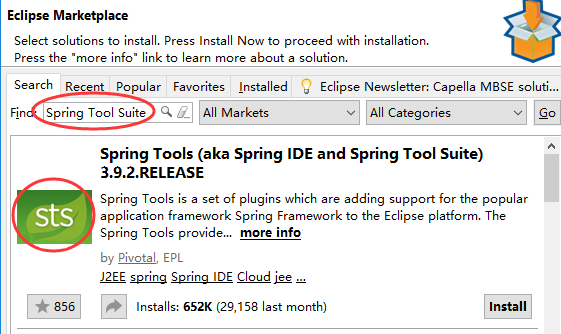 Eclipse Marketplace
Select solutions to install. Press Install Now to proceed with installation.
Press the "more info" link to learn more about a solution.
Search Recent Popular Favorites Installed Eclipse Newsletter: Capella MBSE soluti...
Find: Spring Tool Suite All Markets All Categories Go
Spring Tools (aka Spring IDE and Spring Tool Suite)
3.9.2.RELEASE
sts
Spring Tools is a set of plugins which are adding support for the popular
application framework Spring Framework to the Eclipse platform. The
Spring Tools provide... more info
by Pivotal, EPL
J2EE spring Spring IDE Cloud jee ...
856 Installs: 652K (29,158 last month) Install